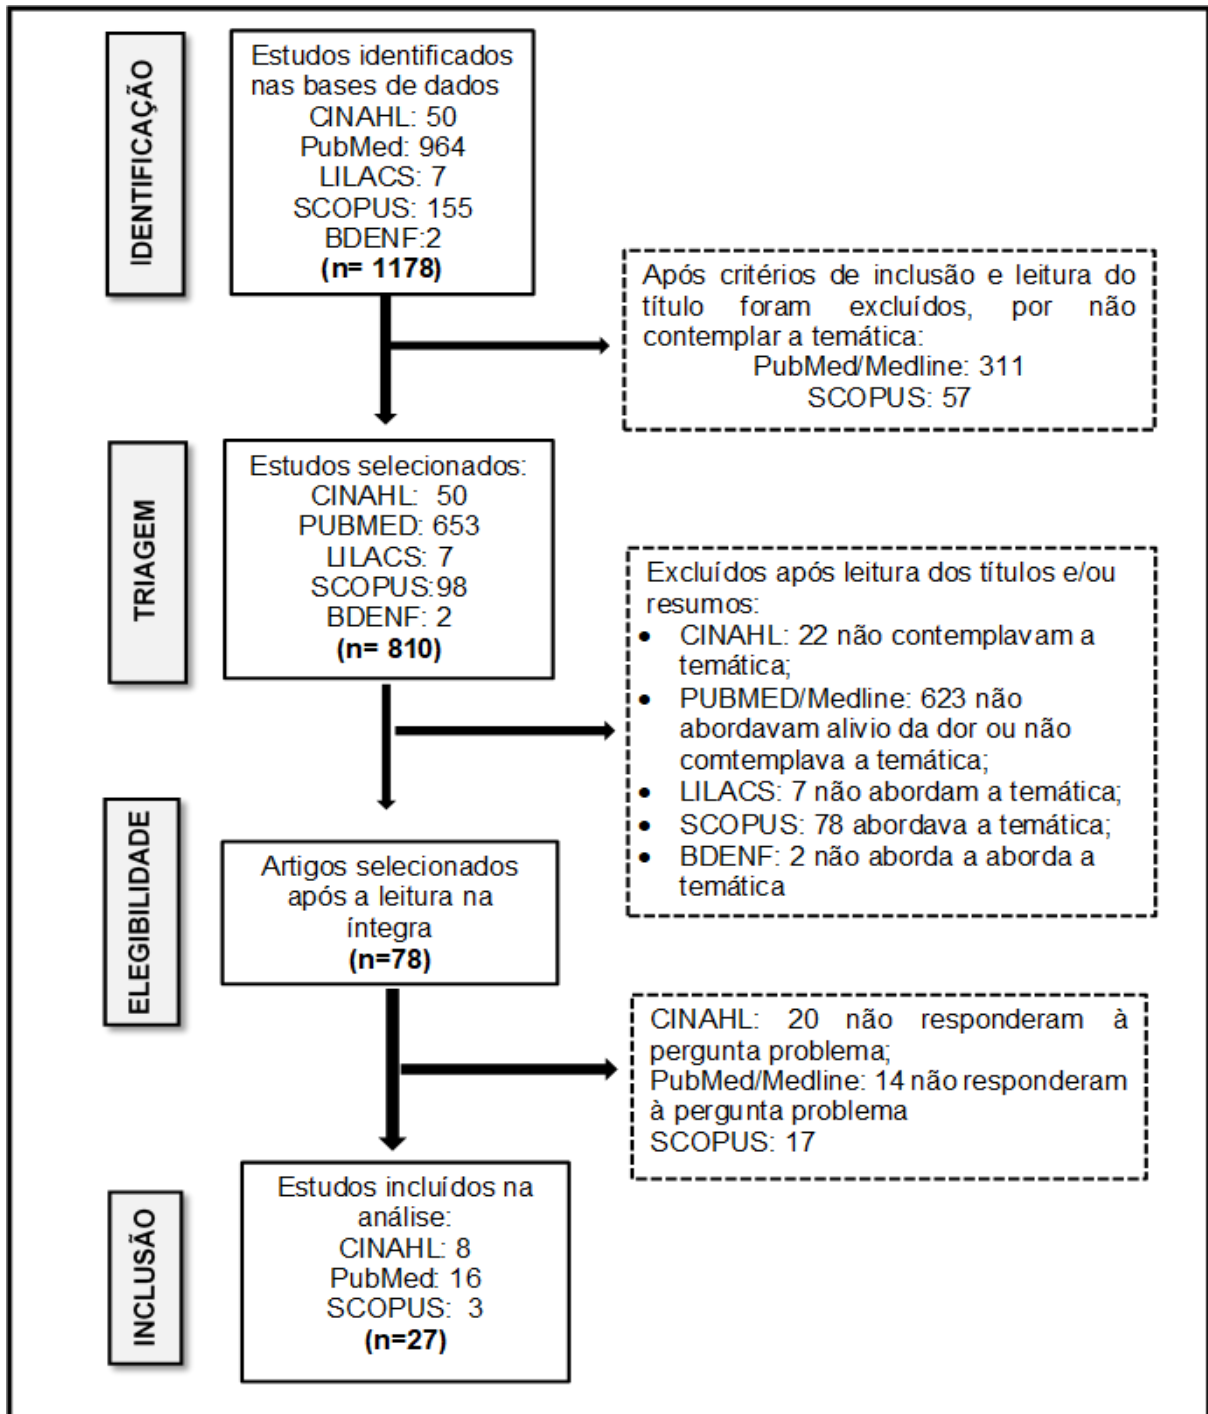 IDENTIFICAÇÃO
Estudos identificados
nas bases de dados
CINAHL: 50
PubMed: 964
LILACS: 7
SCOPUS: 155
BDENF:2
(n= 1178)
Após critérios de inclusão e leitura do
título foram excluídos, por não
contemplar a temática:
PubMed/Medline: 311
SCOPUS: 57
TRIAGEM
Estudos selecionados:
CINAHL: 50
PUBMED: 653
LILACS: 7
SCOPUS:98
BDENF: 2
(n= 810)
Excluídos após leitura dos títulos e/ou
resumos:
• CINAHL: 22 não contemplavam a
temática;
• PUBMED/Medline: 623 não
abordavam alivio da dor ou não
comtemplava a temática;
• LILACS: 7 não abordam a temática;
• SCOPUS: 78 abordava a temática;
• BDENF: 2 não aborda a aborda a
temática
ELEGIBILIDADE
Artigos selecionados
após a leitura na
íntegra
(n=78)
CINAHL: 20 não responderam à
pergunta problema;
PubMed/Medline: 14 não responderam
à pergunta problema
SCOPUS: 17
INCLUSÃO
Estudos incluídos na
análise:
CINAHL: 8
PubMed: 16
SCOPUS: 3
(n=27)